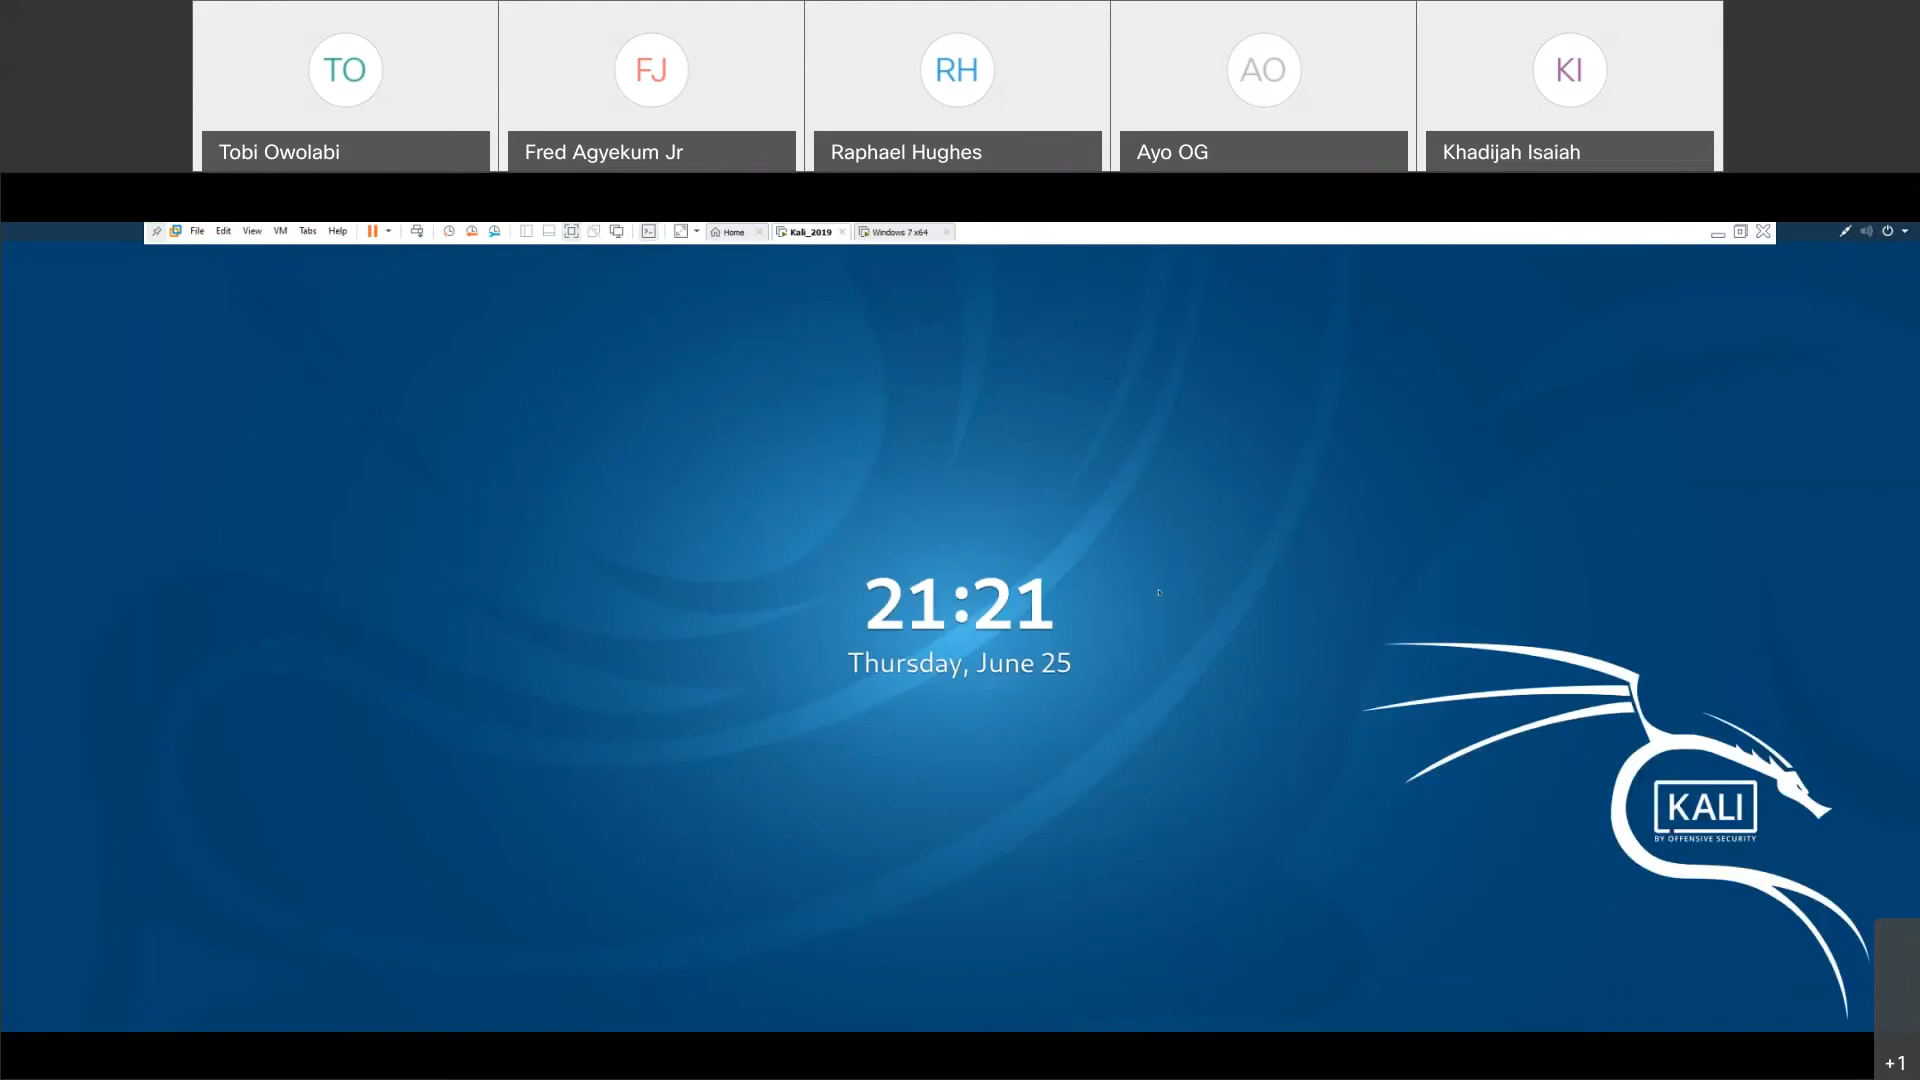 TO
FJ
RH
AO
KI
Tobi Owolabi
Fred Agyekum Jr
Raphael Hughes
Ayo OG
Khadijah Isaiah
File Edit View VM Tabs Help
Home
Kali_2019
Windows 7 x64
21:21
Thursday, June 25
KALI
BY OFFENSIVE SECURITY
+1